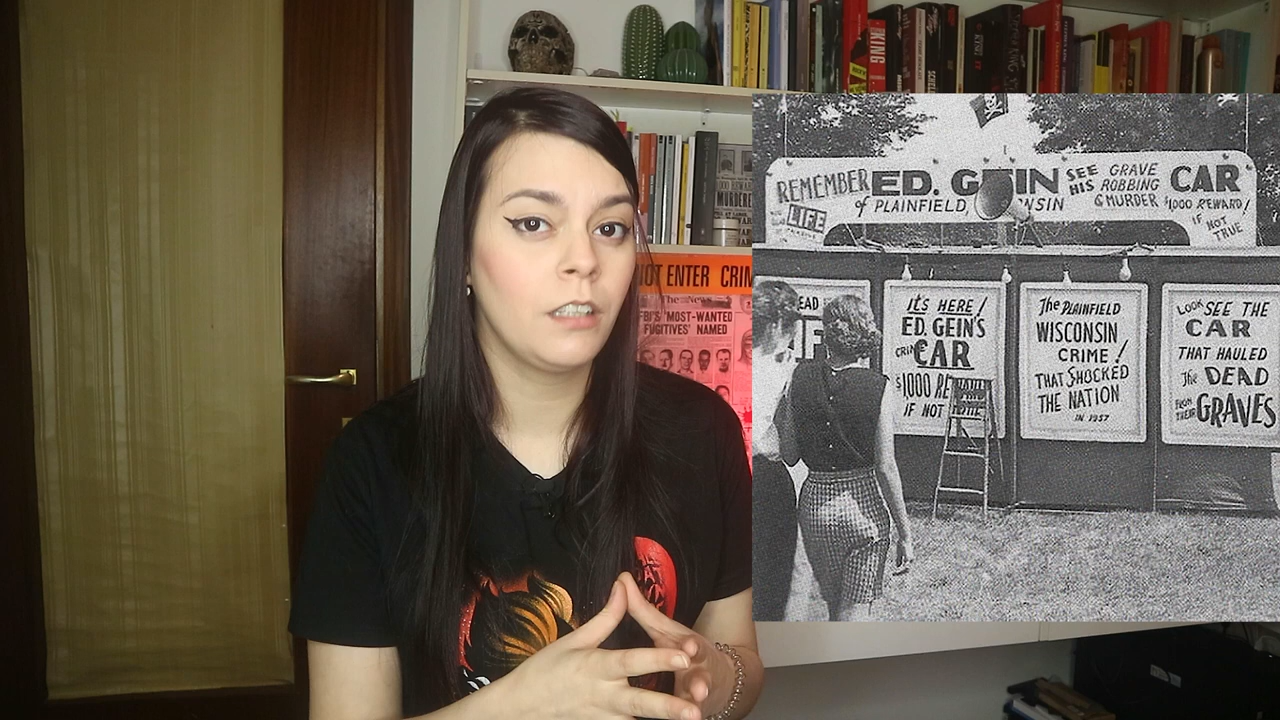 KING
MURDERE
NOT ENTER CRIM
The News
FBI'S 'MOST-WANTED
FUGITIVES' NAMED
REMEMBER ED. GEIN SEE HIS GRAVE ROBBING & MURDER CAR
of PLAINFIELD,
$1000 REWARD!
IF NOT TRUE
LIFE
IT'S HERE!
ED. GEIN'S
CAR
$1000 RE
IF NOT
The PLAINFIELD
WISCONSIN
CRIME!
THAT SHOCKED
THE NATION
IN 1957
LOOK SEE THE
CAR
THAT HAULED
The DEAD
FROM THEIR GRAVES